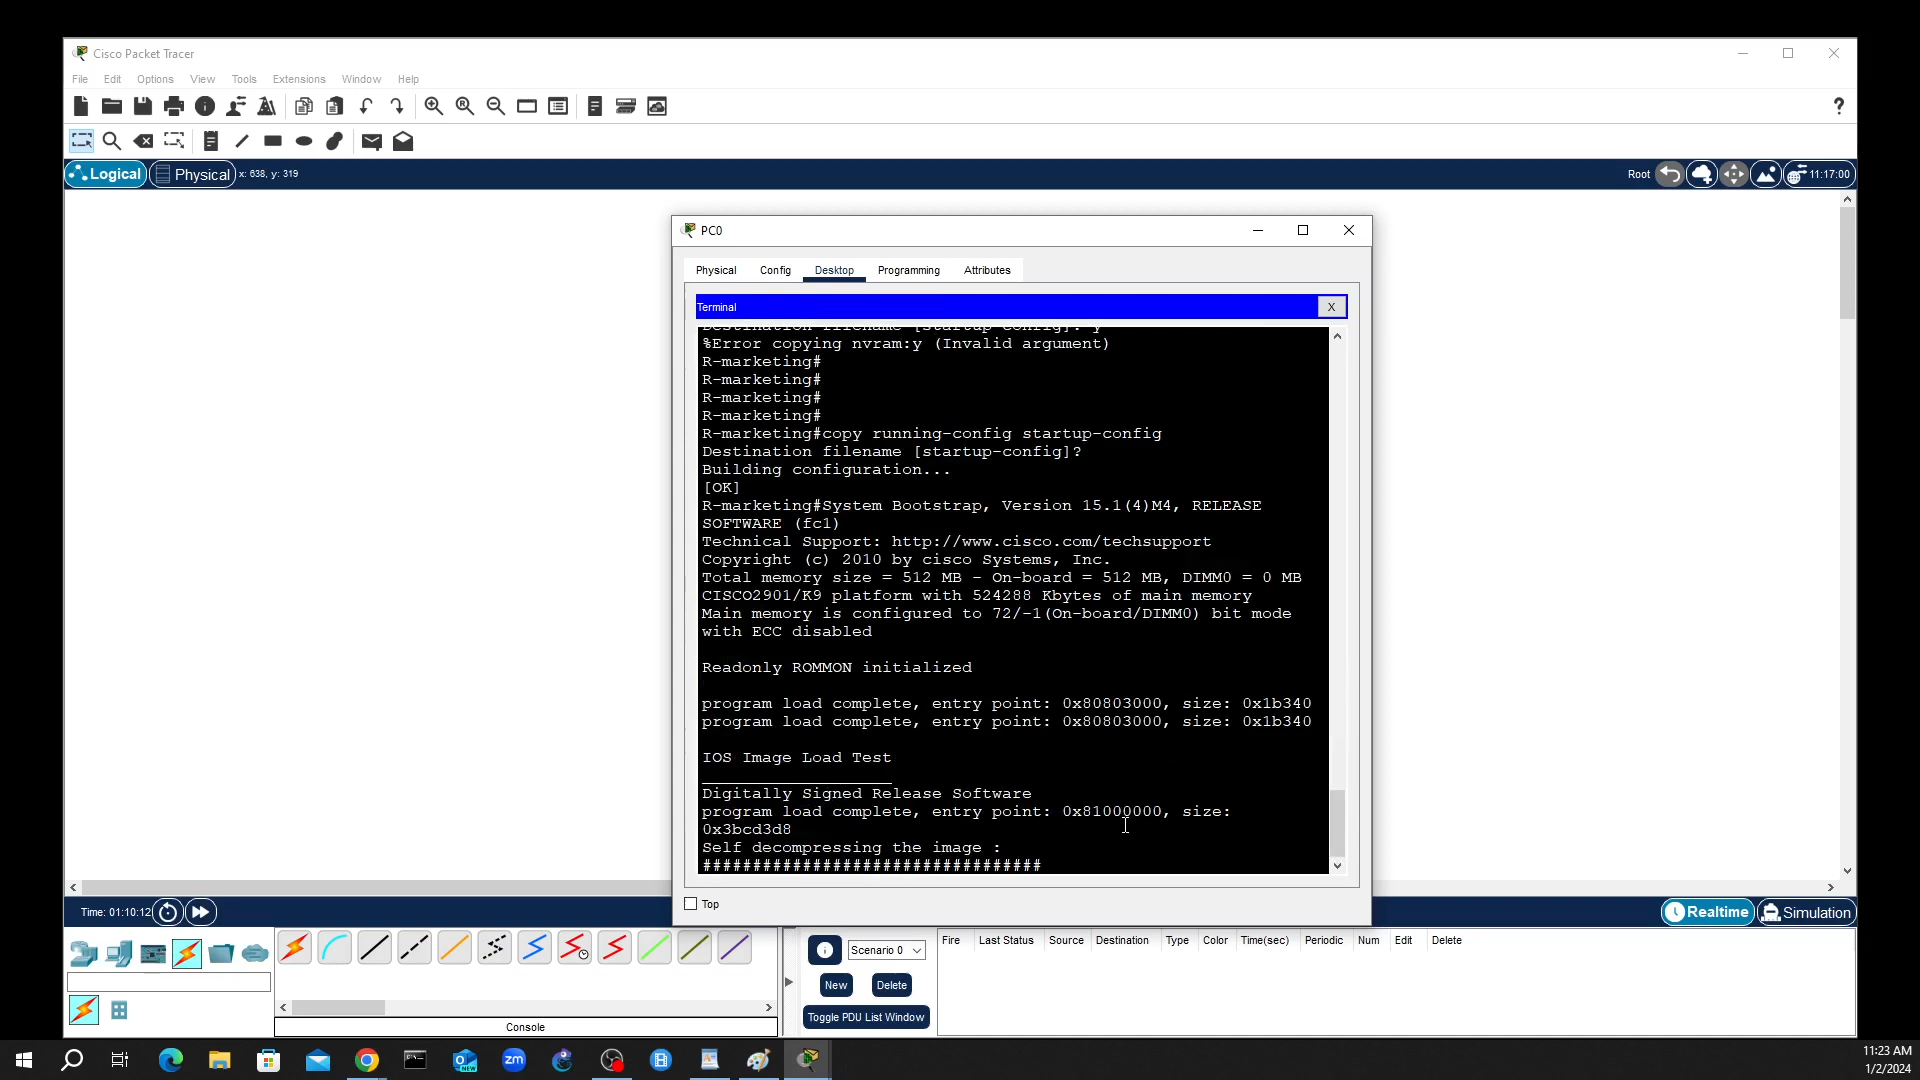 Cisco Packet Tracer
File Edit Options View Tools Extensions Window Help
Logical Physical x: 638, y: 319
Root 11:17:00
PC0
Physical Config Desktop Programming Attributes
Terminal X
Destination filename [startup-config]? y
%Error copying nvram:y (Invalid argument)
R-marketing#
R-marketing#
R-marketing#
R-marketing#
R-marketing#copy running-config startup-config
Destination filename [startup-config]?
Building configuration...
[OK]
R-marketing#System Bootstrap, Version 15.1(4)M4, RELEASE
SOFTWARE (fc1)
Technical Support: http://www.cisco.com/techsupport
Copyright (c) 2010 by cisco Systems, Inc.
Total memory size = 512 MB - On-board = 512 MB, DIMM0 = 0 MB
CISCO2901/K9 platform with 524288 Kbytes of main memory
Main memory is configured to 72/-1(On-board/DIMM0) bit mode
with ECC disabled
Readonly ROMMON initialized
program load complete, entry point: 0x80803000, size: 0x1b340
program load complete, entry point: 0x80803000, size: 0x1b340
IOS Image Load Test
___________________
Digitally Signed Release Software
program load complete, entry point: 0x81000000, size:
0x3bcd3d8
Self decompressing the image :
##################################
Top
Time: 01:10:12
Realtime Simulation
Scenario 0
New Delete
Toggle PDU List Window
Fire Last Status Source Destination Type Color Time(sec) Periodic Num Edit Delete
Console
NEW
zm
11:23 AM
1/2/2024